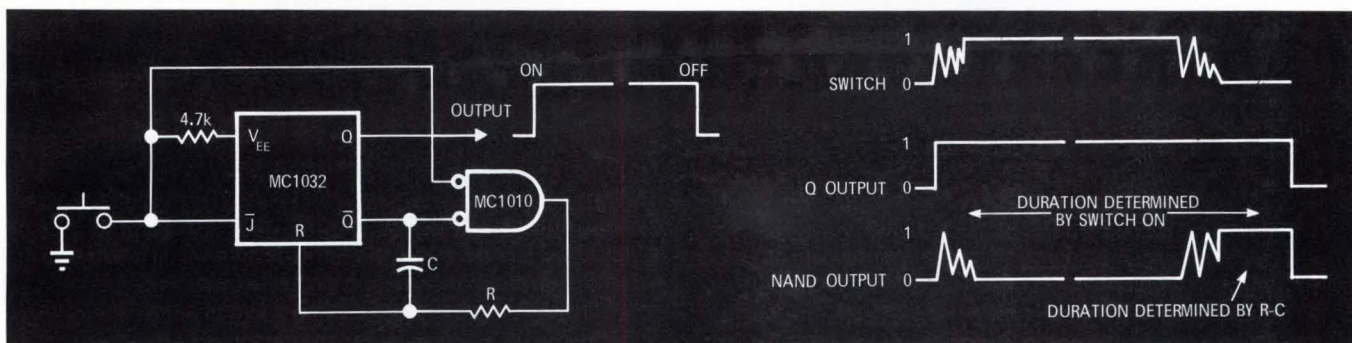 ON
OFF
OUTPUT
4.7k
V_EE
Q
MC1032
MC1010
J̅
R
Q̅
C
R
1
SWITCH 0
1
Q OUTPUT 0
DURATION DETERMINED
BY SWITCH ON
1
NAND OUTPUT 0
DURATION DETERMINED BY R-C